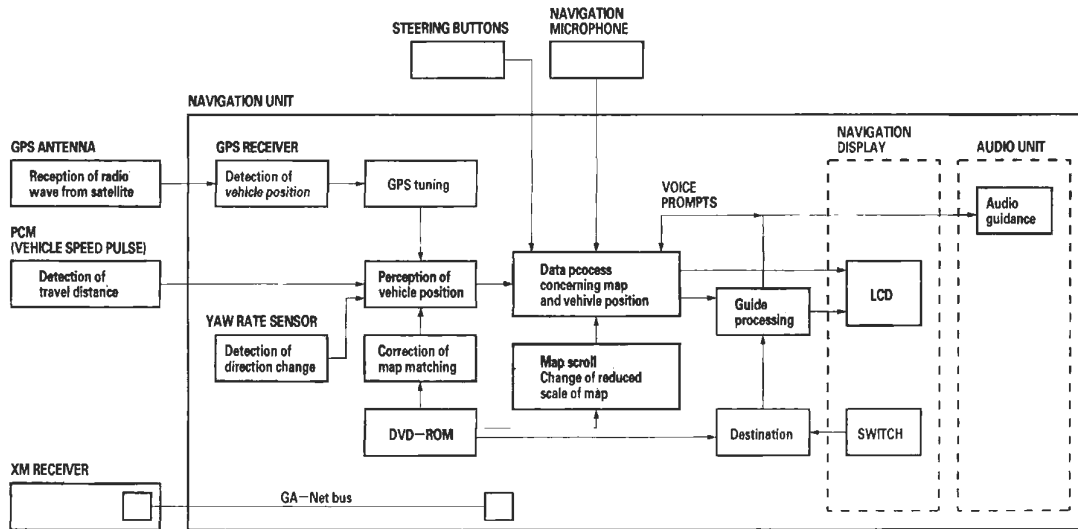 STEERING BUTTONS
NAVIGATION
MICROPHONE
NAVIGATION UNIT
GPS ANTENNA
Reception of radio
wave from satellite
GPS RECEIVER
Detection of
vehicle position
GPS tuning
NAVIGATION
DISPLAY
AUDIO UNIT
VOICE
PROMPTS
Audio
guidance
PCM
(VEHICLE SPEED PULSE)
Detection of
travel distance
Perception of
vehicle position
Data pcocess
concerning map
and vehivle position
Guide
processing
LCD
YAW RATE SENSOR
Detection of
direction change
Correction of
map matching
Map scroll
Change of reduced
scale of map
DVD-ROM
Destination
SWITCH
XM RECEIVER
GA-Net bus